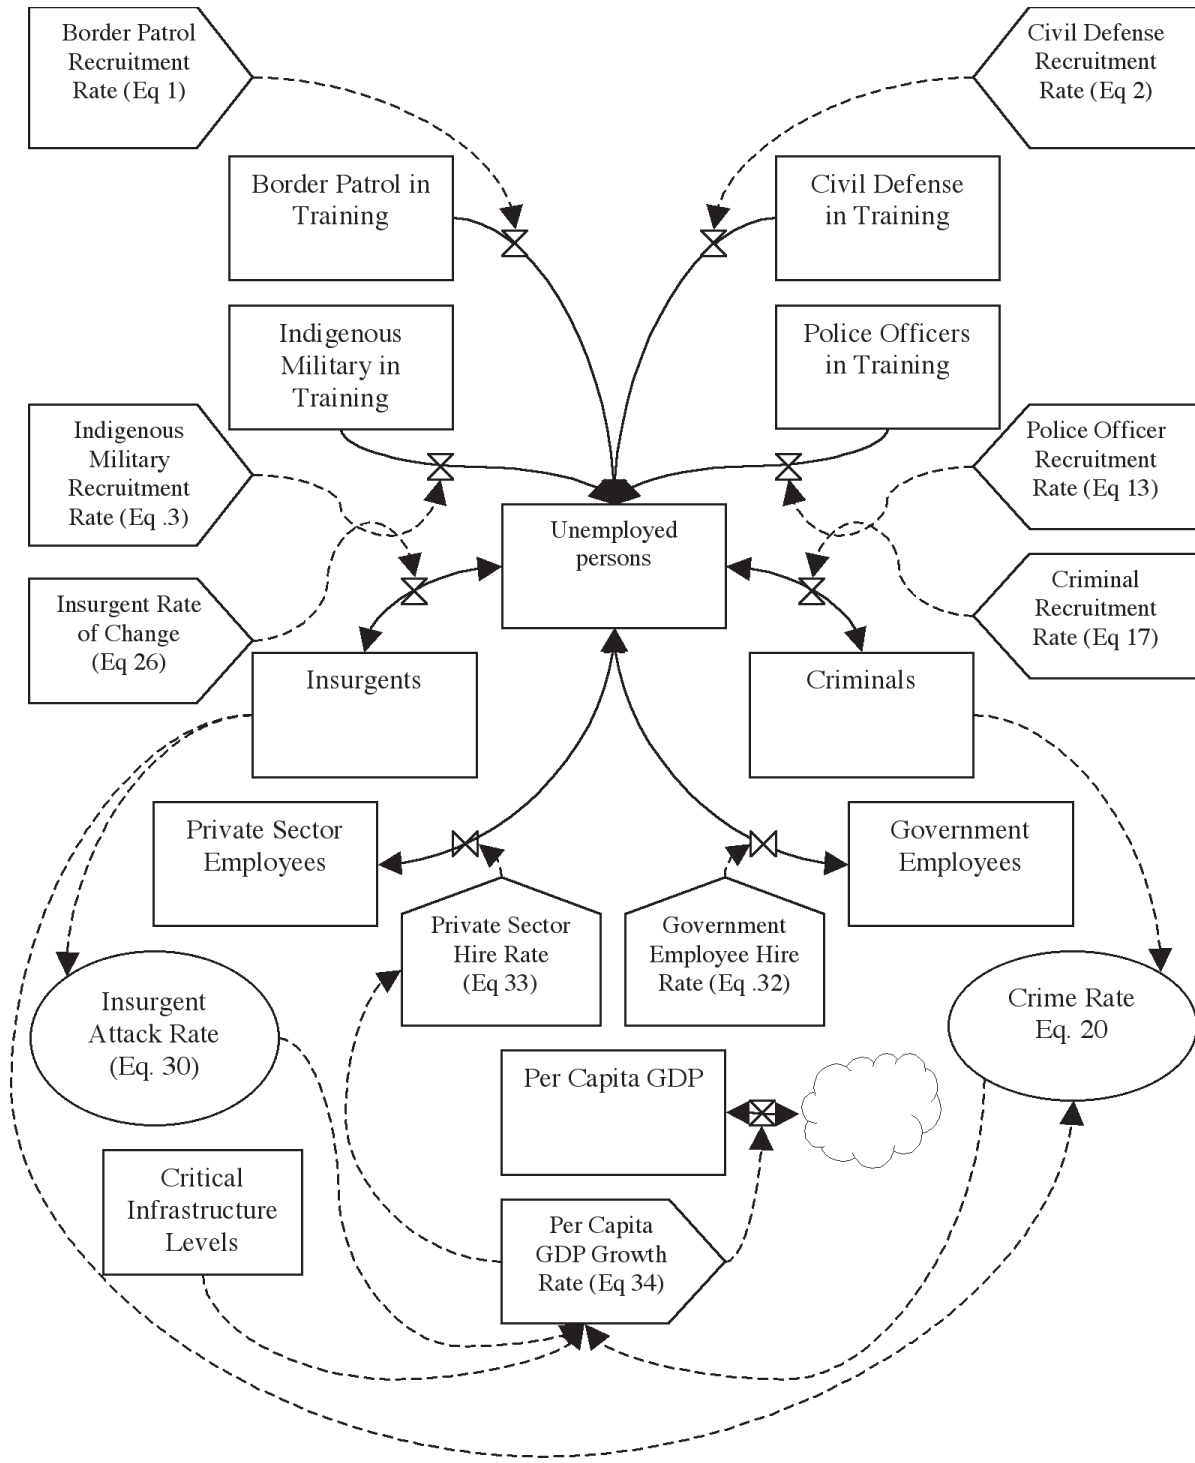 Border Patrol
Recruitment
Rate (Eq 1)
Civil Defense
Recruitment
Rate (Eq 2)
Border Patrol in
Training
Civil Defense
in Training
Indigenous
Military in
Training
Police Officers
in Training
Indigenous
Military
Recruitment
Rate (Eq .3)
Police Officer
Recruitment
Rate (Eq 13)
Unemployed
persons
Insurgent Rate
of Change
(Eq 26)
Criminal
Recruitment
Rate (Eq 17)
Insurgents
Criminals
Private Sector
Employees
Government
Employees
Private Sector
Hire Rate
(Eq 33)
Government
Employee Hire
Rate (Eq .32)
Insurgent
Attack Rate
(Eq. 30)
Crime Rate
Eq. 20
Per Capita GDP
Critical
Infrastructure
Levels
Per Capita
GDP Growth
Rate (Eq 34)